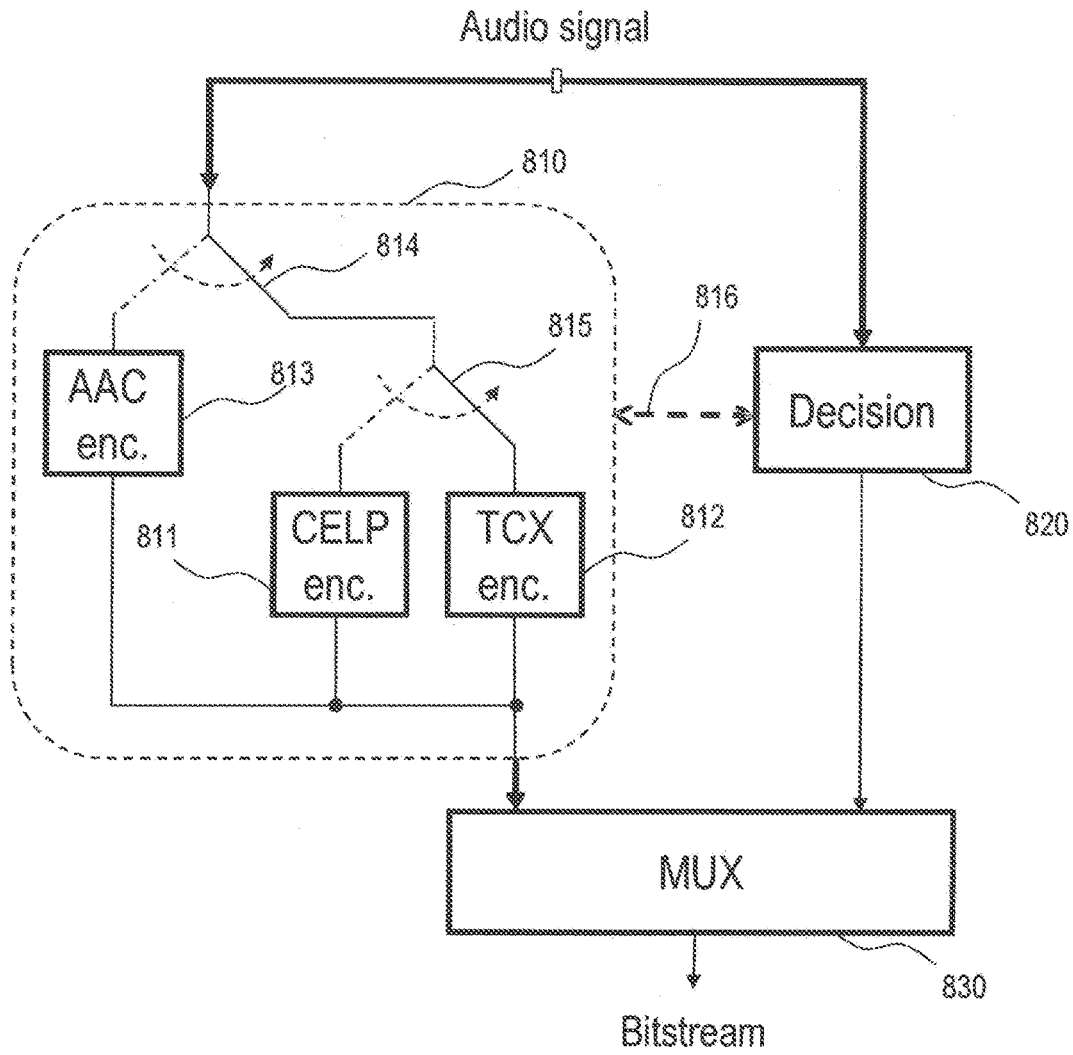 Audio signal
810
814
816
815
AAC
enc.
813
Decision
820
CELP
enc.
811
TCX
enc.
812
MUX
830
Bitstream